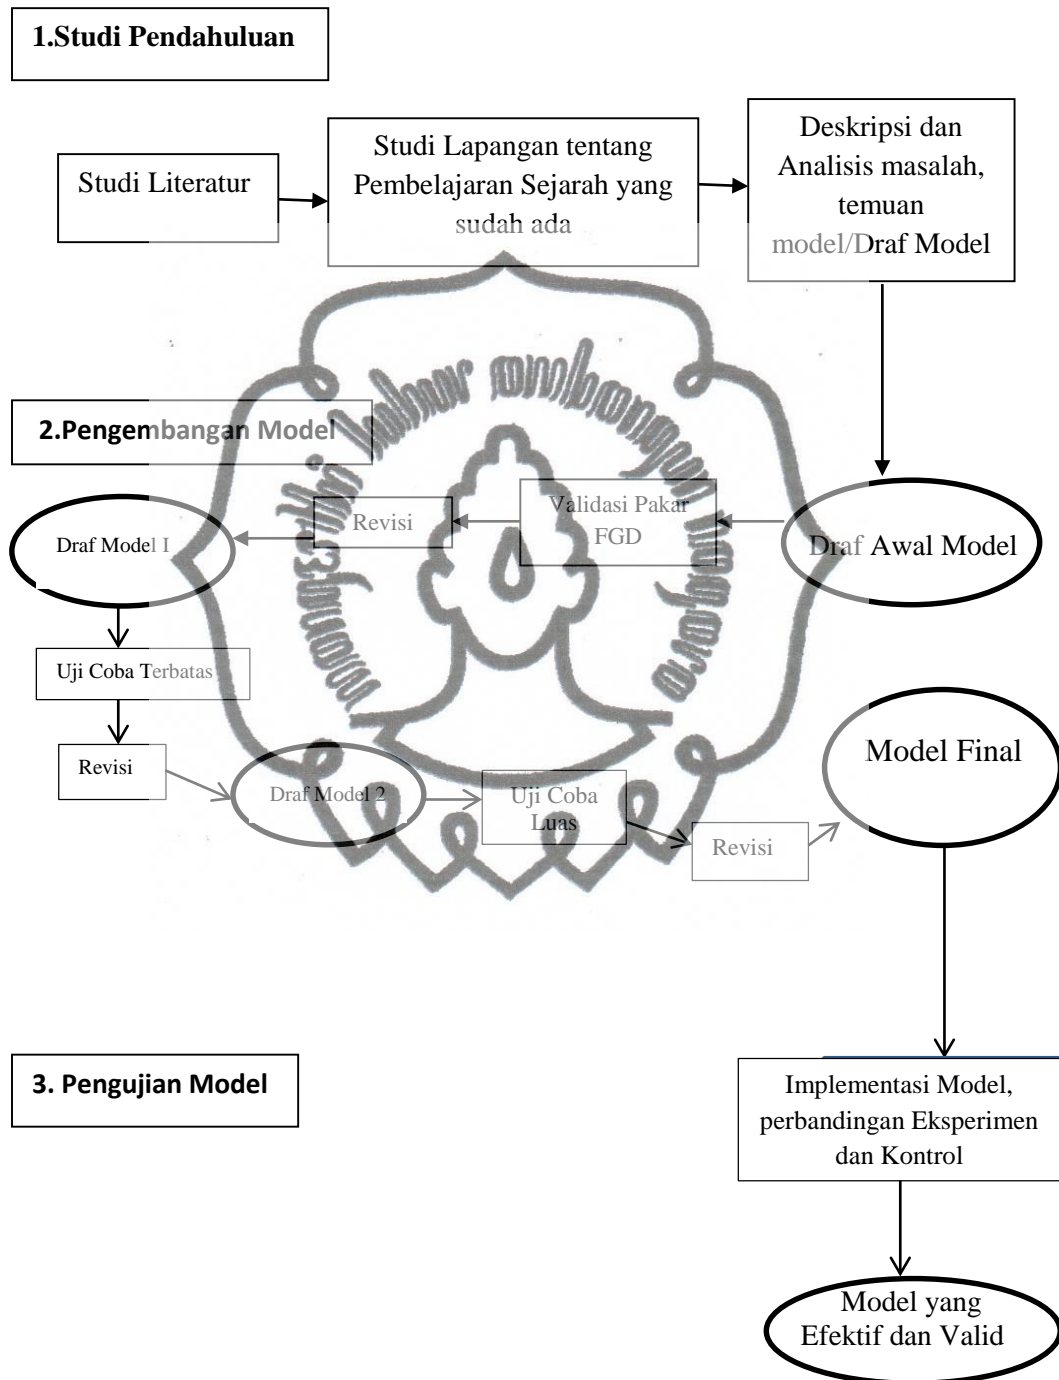 1.Studi Pendahuluan
Studi Literatur
Studi Lapangan tentang
Pembelajaran Sejarah yang
sudah ada
Deskripsi dan
Analisis masalah,
temuan
model/Draf Model
2.Pengembangan Model
Draf Awal Model
Validasi Pakar
FGD
Revisi
Draf Model I
Uji Coba Terbatas
Revisi
Draf Model 2
Uji Coba
Luas
Revisi
Model Final
3. Pengujian Model
Implementasi Model,
perbandingan Eksperimen
dan Kontrol
Model yang
Efektif dan Valid